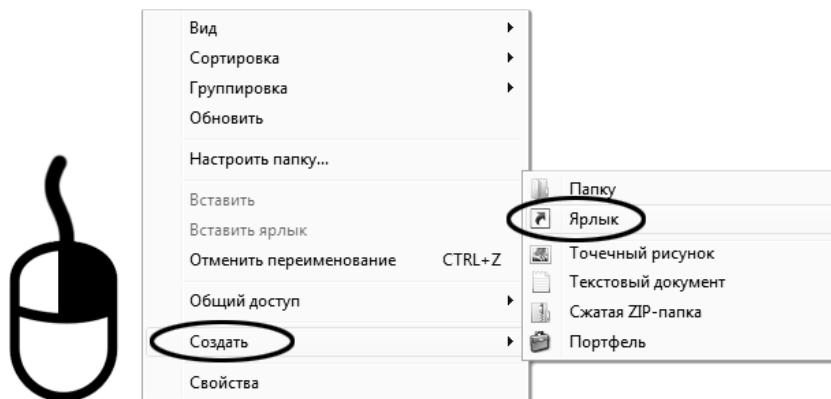 Вид
Сортировка
Группировка
Обновить
Настроить папку...
Вставить
Вставить ярлык
Отменить переименование CTRL+Z
Общий доступ
Создать
Свойства
Папку
Ярлык
Точечный рисунок
Текстовый документ
Сжатая ZIP-папка
Портфель